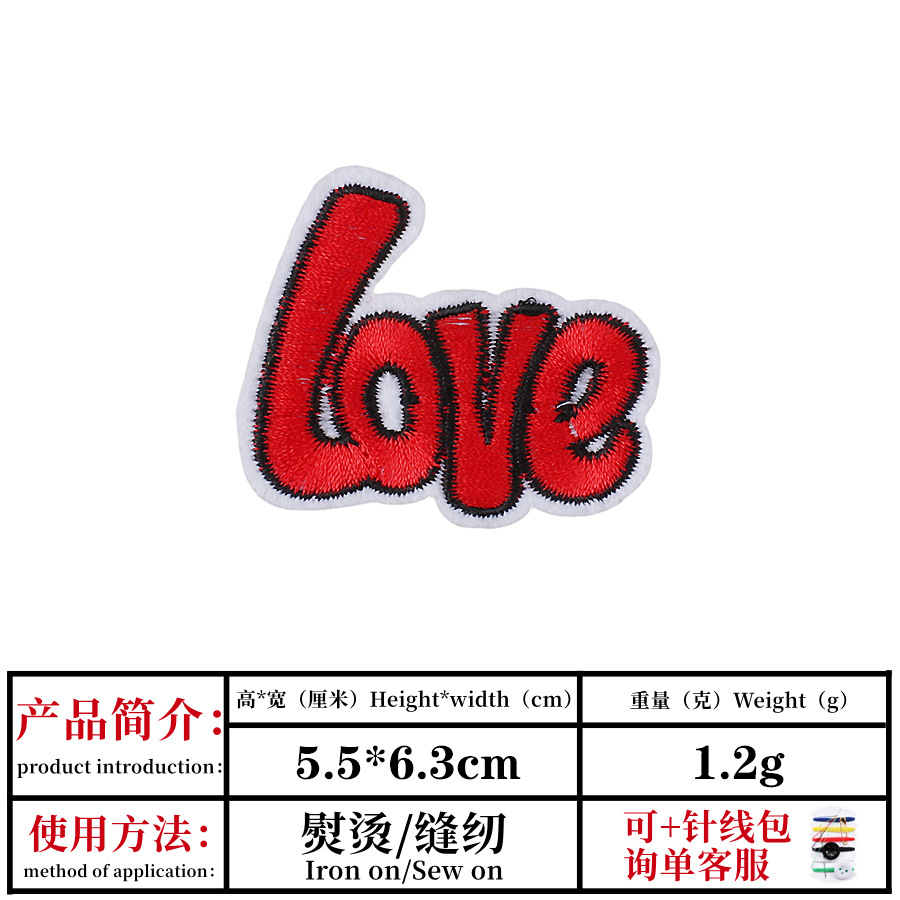 Love
产品简介：
product introduction:
高*宽（厘米）Height*width（cm）
重量（克）Weight（g）
5.5*6.3cm
1.2g
使用方法：
method of application:
熨烫/缝纫
Iron on/Sew on
可+针线包
询单客服